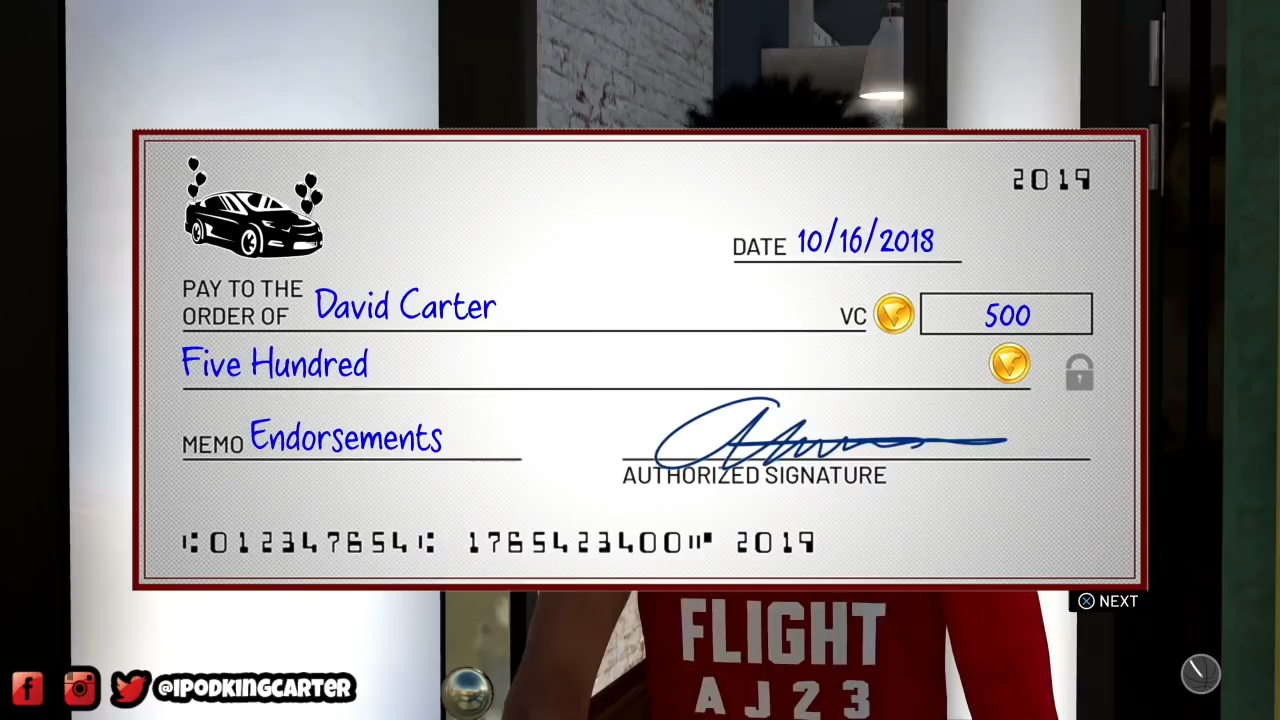 2019
DATE 10/16/2018
PAY TO THE
ORDER OF David Carter VC 500
Five Hundred
MEMO Endorsements
AUTHORIZED SIGNATURE
⑆012347654⑆ 1765423400⑈ 2019
NEXT
FLIGHT
AJ23
@IPODKINGCARTER